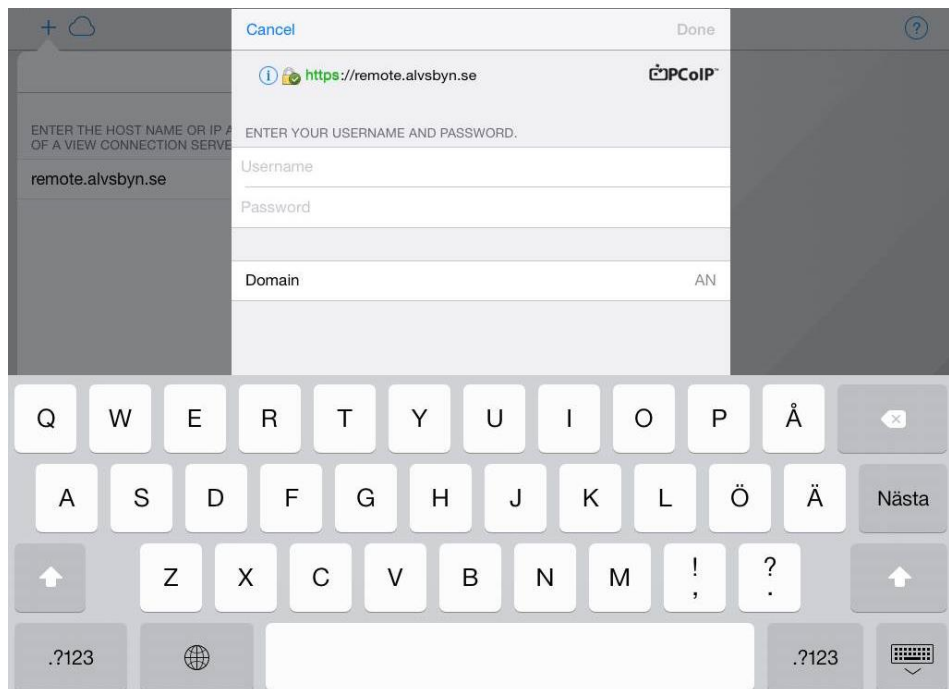 Cancel
Done
https://remote.alvsbyn.se
PCoIP™
ENTER THE HOST NAME OR IP A
OF A VIEW CONNECTION SERVE
remote.alvsbyn.se
ENTER YOUR USERNAME AND PASSWORD.
Username
Password
Domain
AN
Q W E R T Y U I O P Å
A S D F G H J K L Ö Ä Nästa
Z X C V B N M ! ?
, .
.?123 .?123